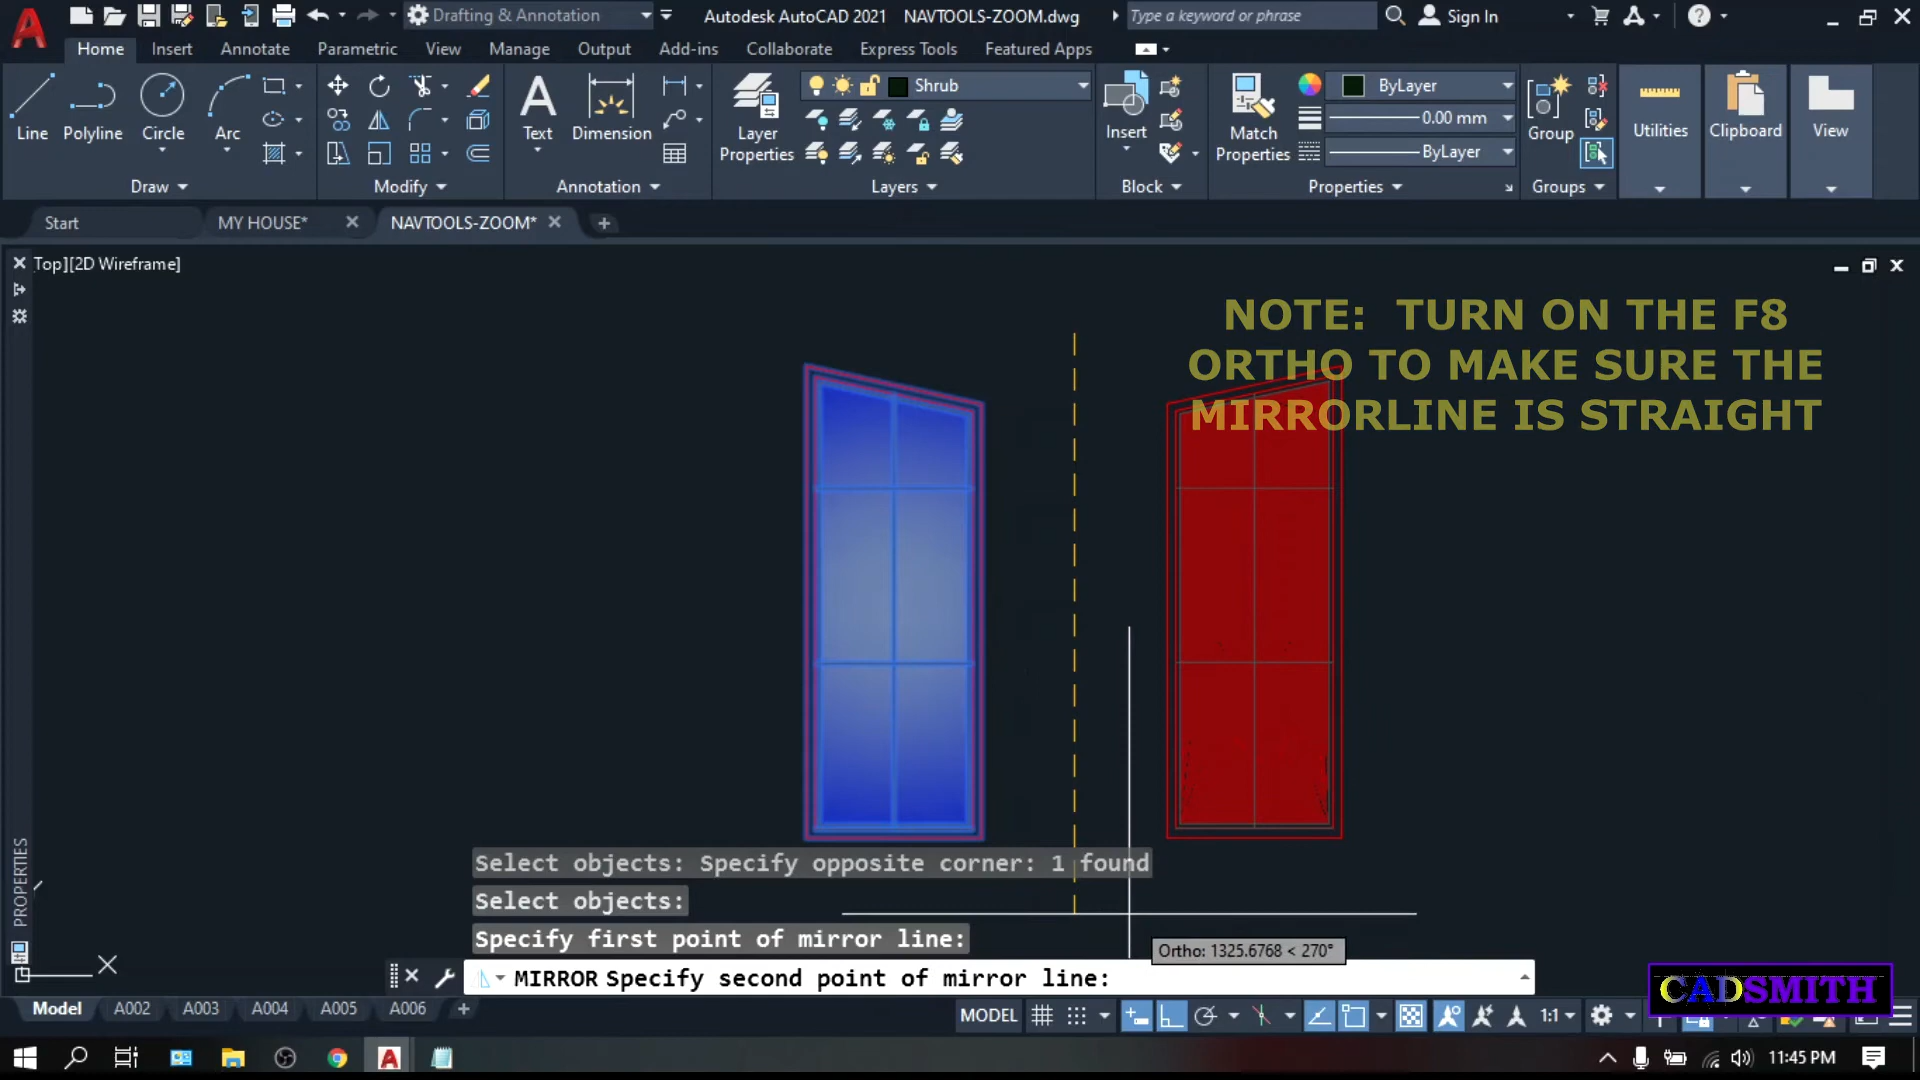 Drafting & Annotation
Autodesk AutoCAD 2021
NAVTOOLS-ZOOM.dwg
Type a keyword or phrase
Sign In
Home
Insert
Annotate
Parametric
View
Manage
Output
Add-ins
Collaborate
Express Tools
Featured Apps
Line
Polyline
Circle
Arc
Draw
Modify
Text
Dimension
Annotation
Layer
Properties
Shrub
Layers
Insert
Block
Match
Properties
ByLayer
0.00 mm
ByLayer
Properties
Group
Groups
Utilities
Clipboard
View
Start
MY HOUSE*
NAVTOOLS-ZOOM*
Top][2D Wireframe]
NOTE: TURN ON THE F8
ORTHO TO MAKE SURE THE
MIRRORLINE IS STRAIGHT
PROPERTIES
Select objects: Specify opposite corner: 1 found
Select objects:
Specify first point of mirror line:
Ortho: 1325.6768 < 270°
MIRROR Specify second point of mirror line:
CADSMITH
Model
A002
A003
A004
A005
A006
MODEL
1:1
11:45 PM